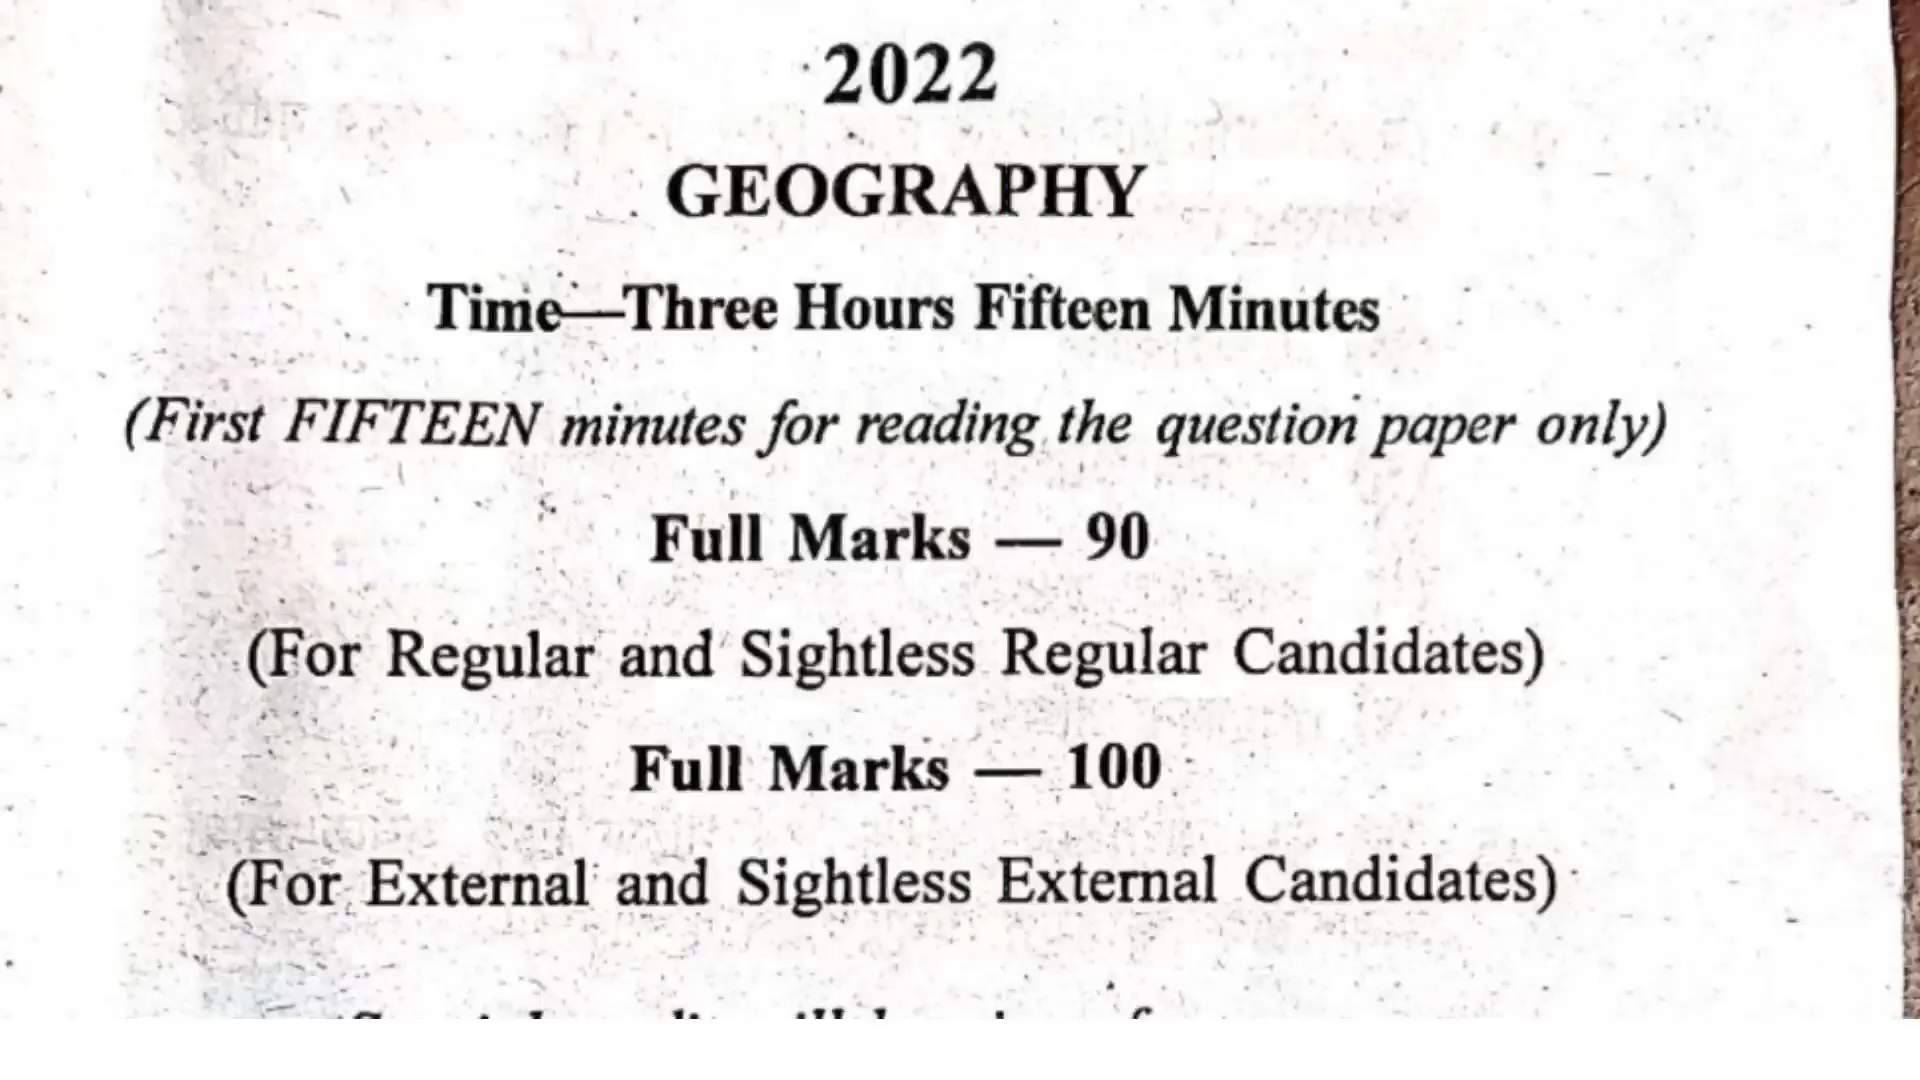 2022
GEOGRAPHY
Time—Three Hours Fifteen Minutes
(First FIFTEEN minutes for reading the question paper only)
Full Marks — 90
(For Regular and Sightless Regular Candidates)
Full Marks — 100
(For External and Sightless External Candidates)